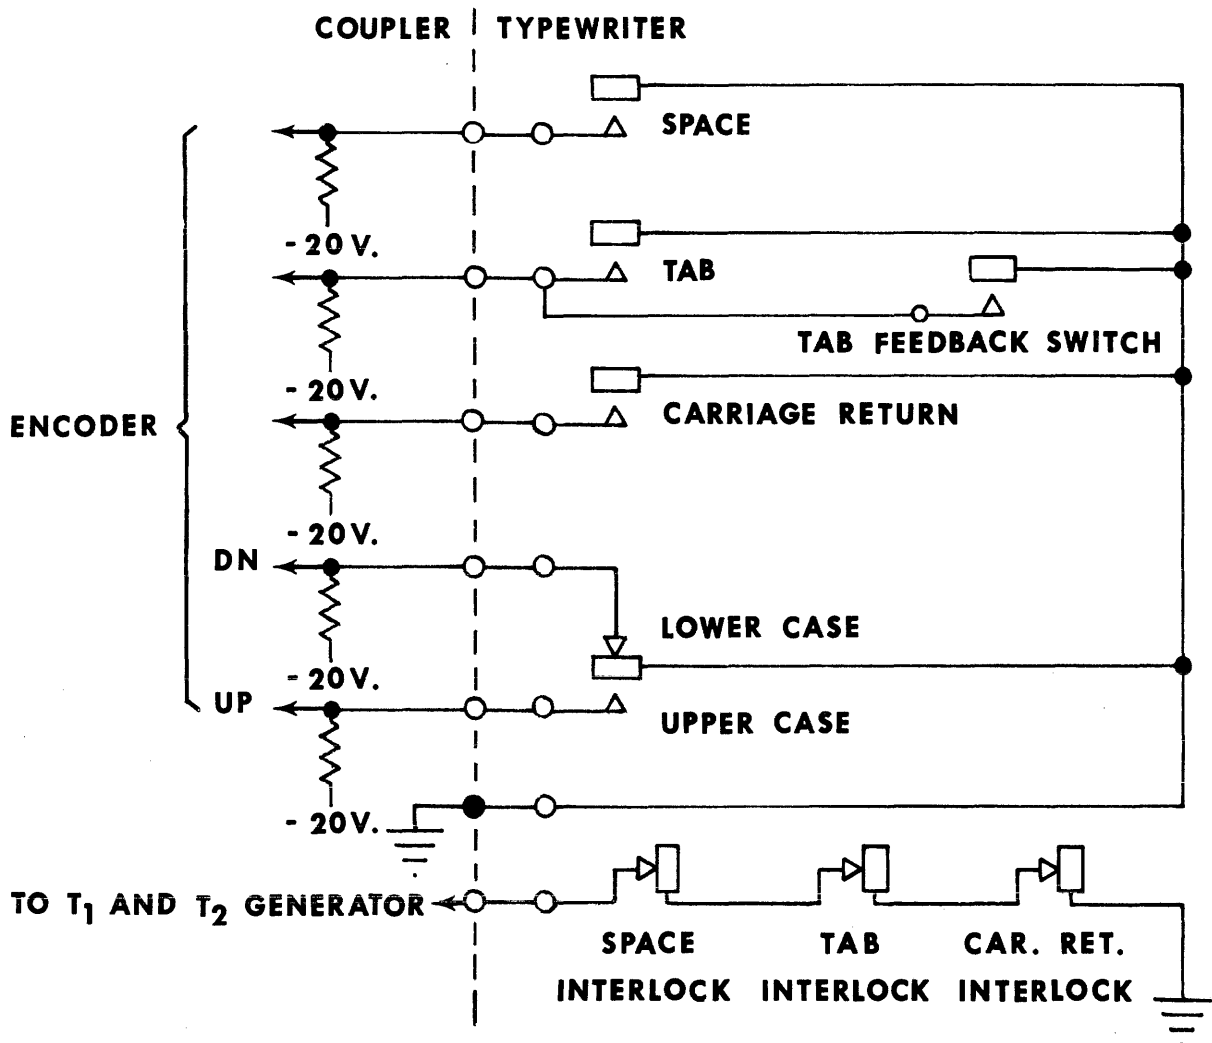 COUPLER TYPEWRITER
SPACE
- 20 V.
TAB
TAB FEEDBACK SWITCH
- 20 V.
CARRIAGE RETURN
ENCODER
- 20 V.
DN
LOWER CASE
- 20 V.
UP
UPPER CASE
- 20 V.
TO T1 AND T2 GENERATOR
SPACE INTERLOCK
TAB INTERLOCK
CAR. RET. INTERLOCK